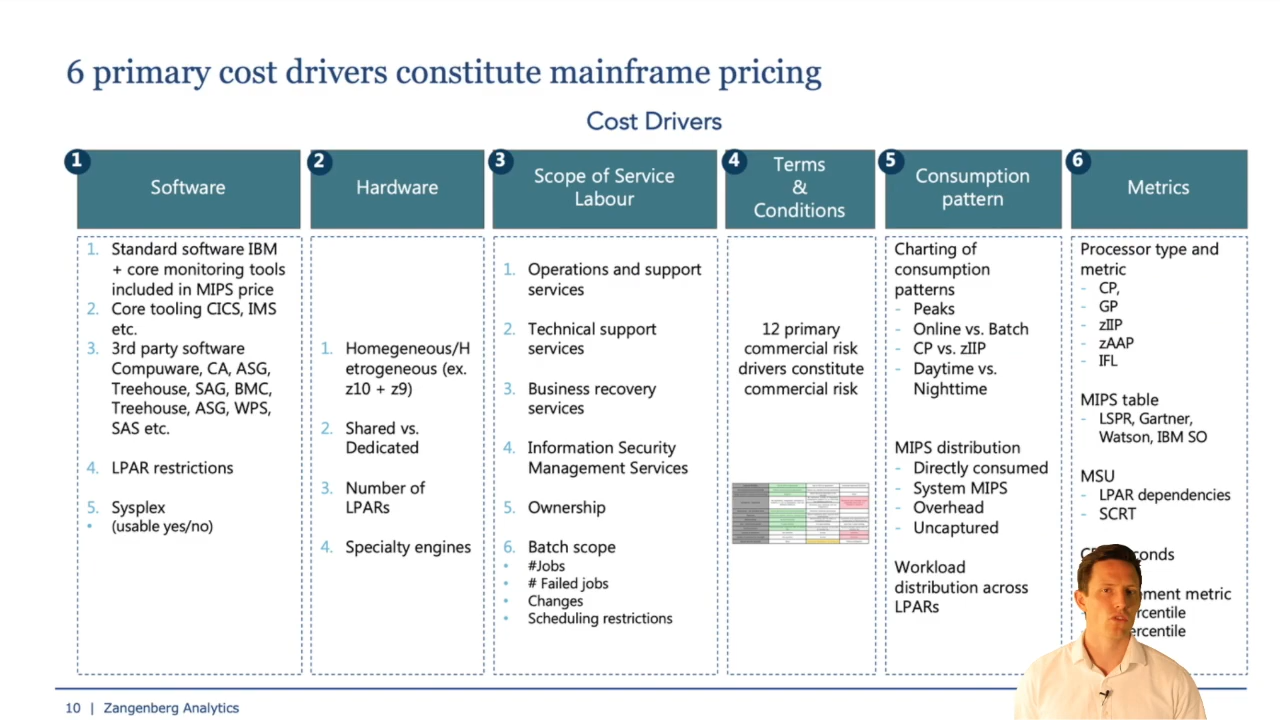 6 primary cost drivers constitute mainframe pricing
Cost Drivers
1
Software
1. Standard software IBM
+ core monitoring tools
included in MIPS price
2. Core tooling CICS, IMS
etc.
3. 3rd party software
Compuware, CA, ASG,
Treehouse, SAG, BMC,
Treehouse, ASG, WPS,
SAS etc.
4. LPAR restrictions
5. Sysplex
• (usable yes/no)
2
Hardware
1. Homegeneous/H
etrogeneous (ex.
z10 + z9)
2. Shared vs.
Dedicated
3. Number of
LPARs
4. Specialty engines
3
Scope of Service
Labour
1. Operations and support
services
2. Technical support
services
3. Business recovery
services
4. Information Security
Management Services
5. Ownership
6. Batch scope
• #Jobs
• # Failed jobs
• Changes
• Scheduling restrictions
4
Terms
&
Conditions
12 primary
commercial risk
drivers constitute
commercial risk
5
Consumption
pattern
Charting of
consumption
patterns
- Peaks
- Online vs. Batch
- CP vs. zIIP
- Daytime vs.
Nighttime
MIPS distribution
- Directly consumed
- System MIPS
- Overhead
- Uncaptured
Workload
distribution across
LPARs
6
Metrics
Processor type and
metric
- CP,
- GP
- zIIP
- zAAP
- IFL
MIPS table
- LSPR, Gartner,
Watson, IBM SO
MSU
- LPAR dependencies
- SCRT
metric
10 | Zangenberg Analytics